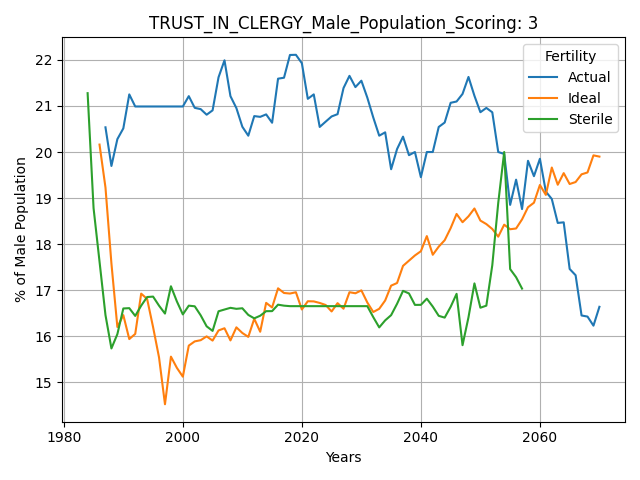 TRUST_IN_CLERGY_Male_Population_Scoring: 3
Fertility
Actual
Ideal
Sterile
% of Male Population
22
21
20
19
18
17
16
15
1980
2000
2020
2040
2060
Years